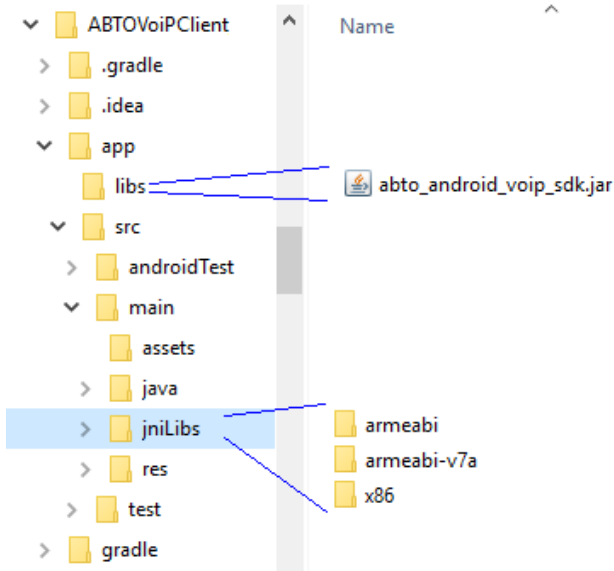 ABTOVoiPClient
.gradle
.idea
app
libs
src
androidTest
main
assets
java
jniLibs
res
test
gradle
Name
abto_android_voip_sdk.jar
armeabi
armeabi-v7a
x86